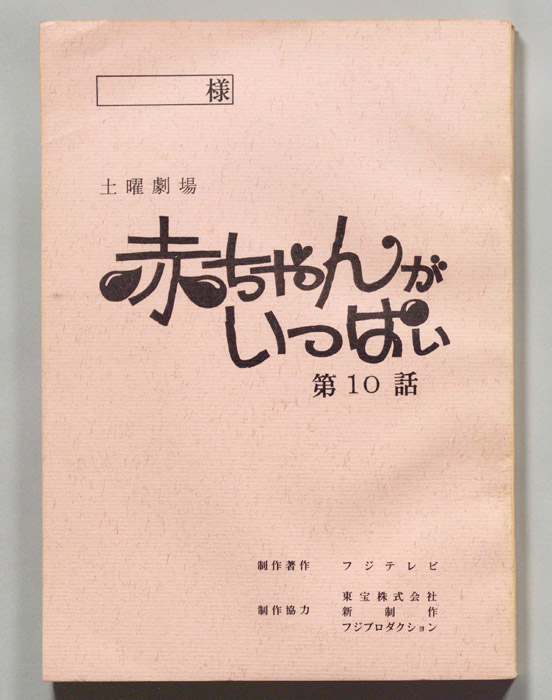 様
土曜劇場
赤ちゃんが
いっぱい
第10話
制作著作 フジテレビ
東宝株式会社
制作協力 新制作
フジプロダクション